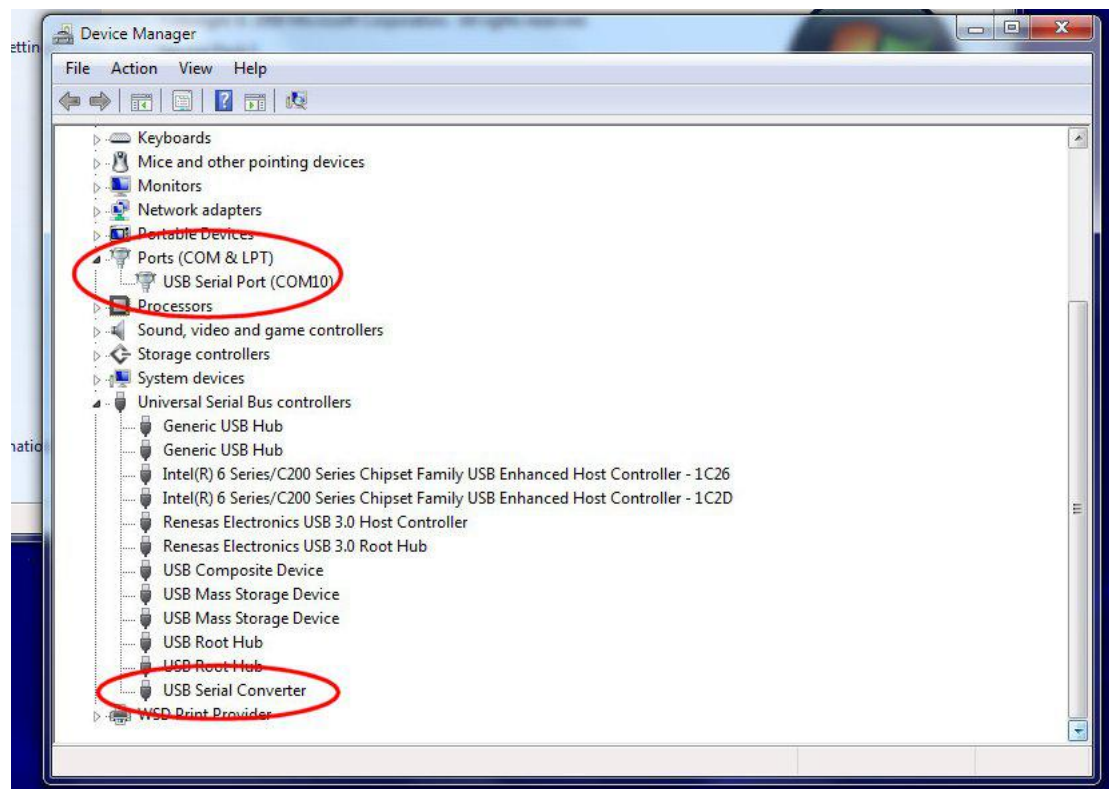 ettin
Device Manager
File Action View Help
Keyboards
Mice and other pointing devices
Monitors
Network adapters
Portable Devices
Ports (COM & LPT)
USB Serial Port (COM10)
Processors
Sound, video and game controllers
Storage controllers
System devices
Universal Serial Bus controllers
Generic USB Hub
Generic USB Hub
natio
Intel(R) 6 Series/C200 Series Chipset Family USB Enhanced Host Controller - 1C26
Intel(R) 6 Series/C200 Series Chipset Family USB Enhanced Host Controller - 1C2D
Renesas Electronics USB 3.0 Host Controller
Renesas Electronics USB 3.0 Root Hub
USB Composite Device
USB Mass Storage Device
USB Mass Storage Device
USB Root Hub
USB Root Hub
USB Serial Converter
WSD Print Provider